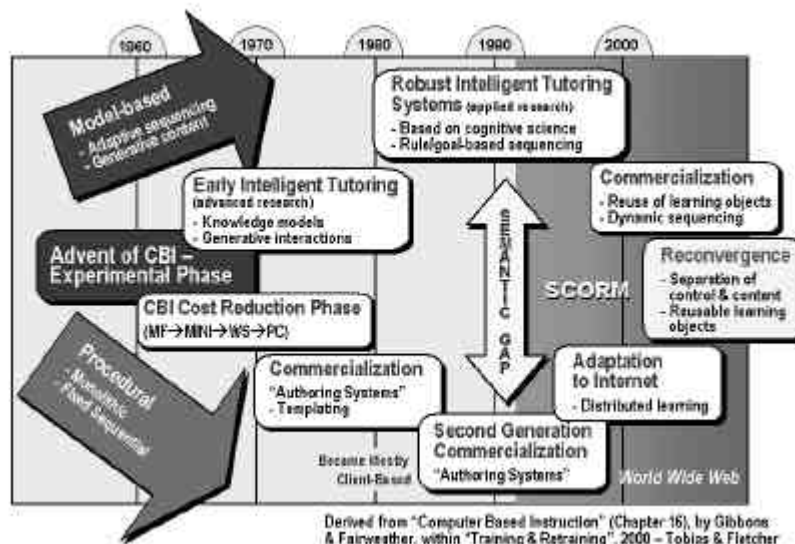 1960
1970
1980
1990
2000
Model-based
- Adaptive sequencing
- Generative content
Robust Intelligent Tutoring
Systems (applied research)
- Based on cognitive science
- Rule/goal-based sequencing
Early Intelligent Tutoring
(advanced research)
- Knowledge models
- Generative interactions
Commercialization
- Reuse of learning objects
- Dynamic sequencing
Advent of CBI –
Experimental Phase
SEMANTIC GAP
SCORM
Reconvergence
- Separation of
control & content
- Reusable learning
objects
CBI Cost Reduction Phase
(MF→MINI→WS→PC)
Procedural
- Monolithic
- Fixed Sequential
Commercialization
"Authoring Systems"
- Templating
Adaptation
to Internet
- Distributed learning
Second Generation
Commercialization
"Authoring Systems"
Became Mostly
Client-Based
World Wide Web
Derived from "Computer Based Instruction" (Chapter 16), by Gibbons
& Fairweather, within "Training & Retraining", 2000 – Tobias & Fletcher